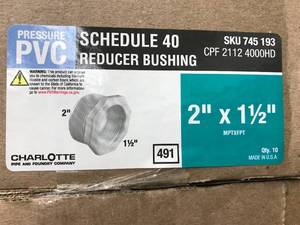 PRESSURE
PVC
SCHEDULE 40
REDUCER BUSHING
SKU 745 193
CPF 2112 4000HD
WARNING
2"
1½"
2" x 1½"
MPTXFPT
491
CHARLOTTE
PIPE AND FOUNDRY COMPANY
Qty. 10
MADE IN U.S.A